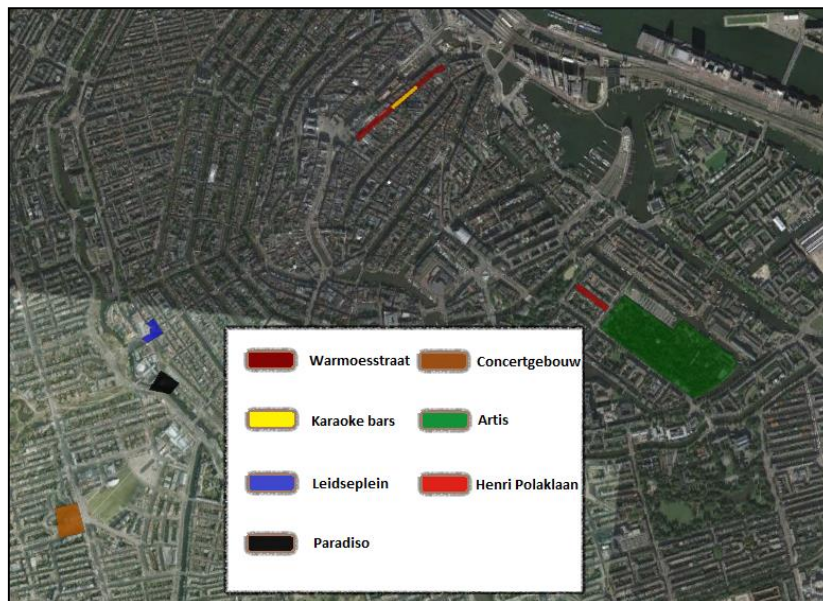 Warmoesstraat
Concertgebouw
Karaoke bars
Artis
Leidseplein
Henri Polaklaan
Paradiso